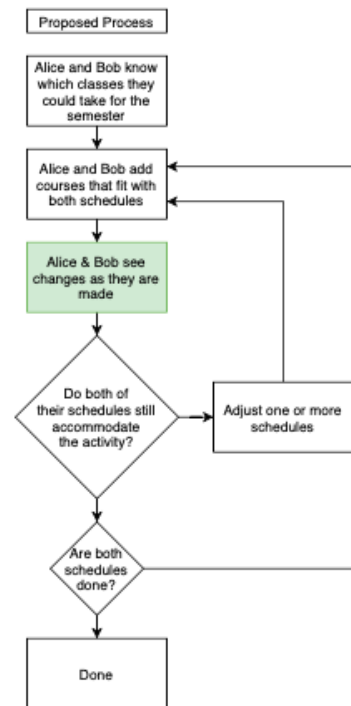 Proposed Process
Alice and Bob know
which classes they
could take for the
semester
Alice and Bob add
courses that fit with
both schedules
Alice & Bob see
changes as they are
made
Do both of
their schedules still
accommodate
the activity?
Adjust one or more
schedules
Are both
schedules
done?
Done